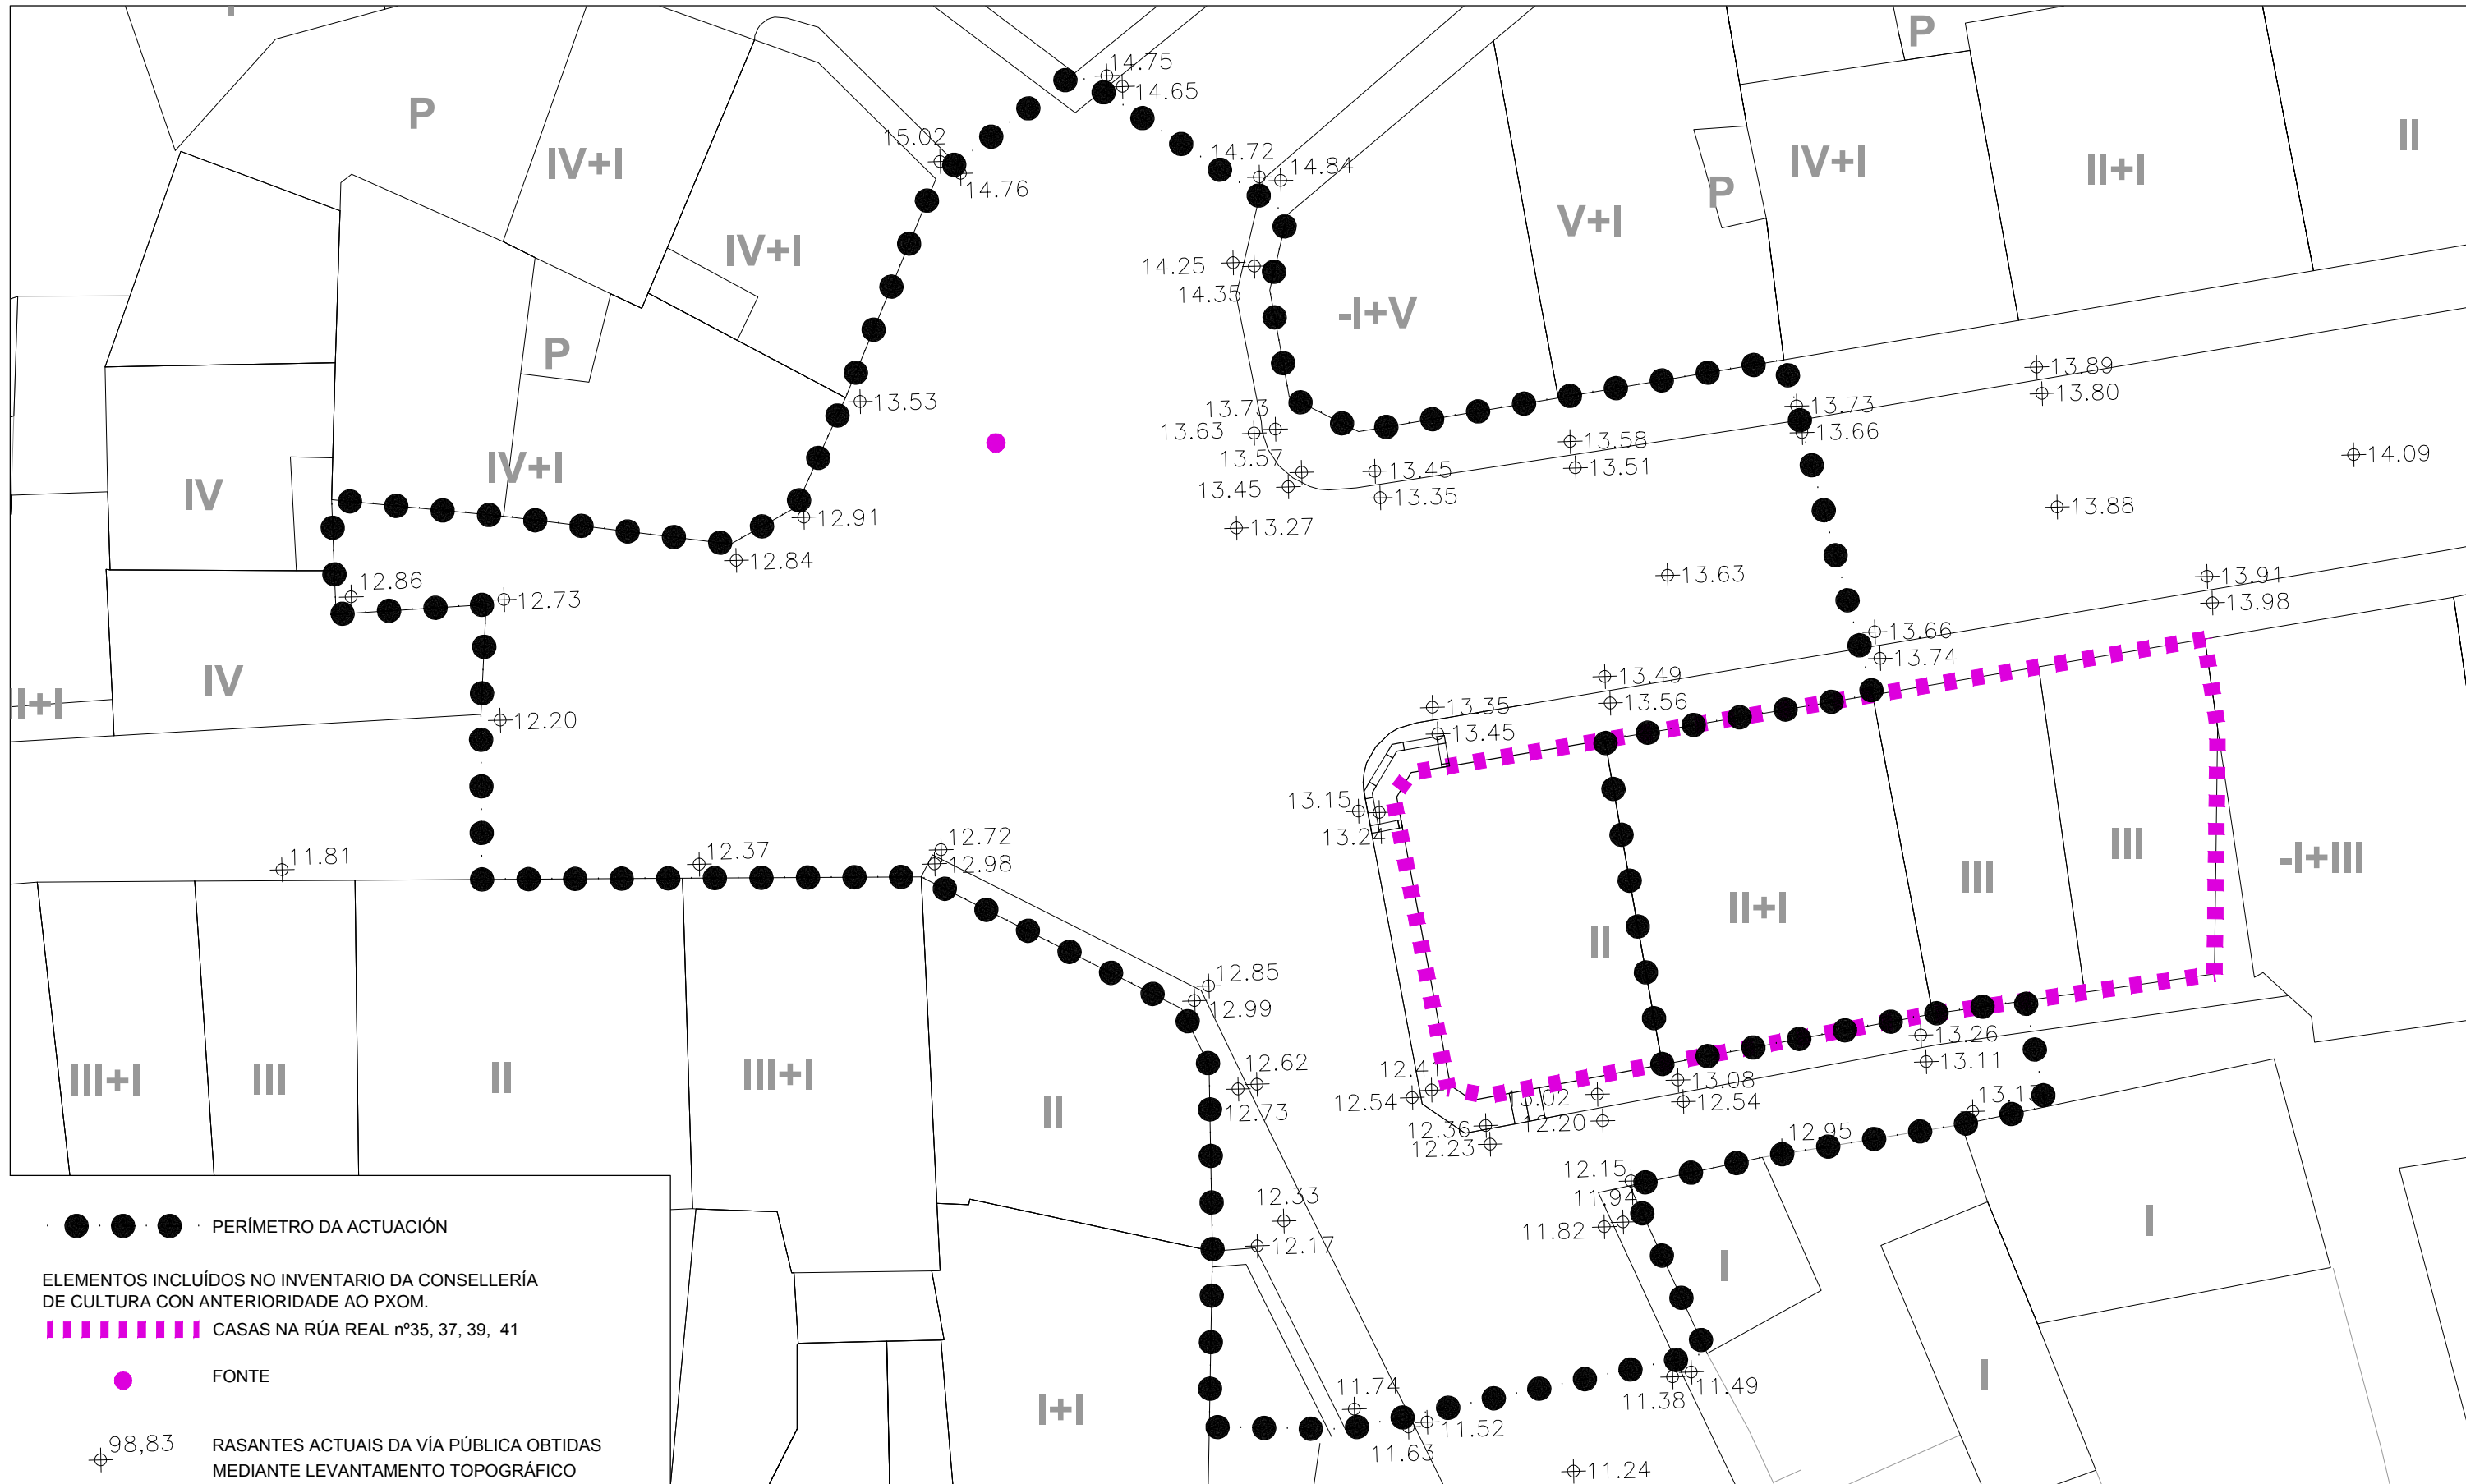 P
14.75
14.65
P
IV+I
15.02
14.76
14.72
14.84
IV+I
P
II+I
II
IV+I
V+I
14.25
14.35
-I+V
P
13.53
13.89
13.80
13.73
13.63
13.73
13.66
13.57
13.45
13.58
13.51
14.09
IV
IV+I
13.45
13.35
12.91
13.27
13.88
12.84
12.86
12.73
13.63
13.91
13.98
13.66
13.74
IV
II+I
12.20
13.49
13.56
13.35
13.45
13.15
13.24
12.72
12.98
11.81
12.37
III
III
-I+III
II+I
II
12.85
12.99
13.26
13.11
III+I
III
II
III+I
II
12.62
12.73
12.4
12.54
13.08
12.54
13.13
12.36
12.23
12.20
12.95
12.15
11.94
11.82
12.33
12.17
I
I
I
I+I
11.74
11.63
11.52
11.38
11.49
11.24
PERÍMETRO DA ACTUACIÓN
ELEMENTOS INCLUÍDOS NO INVENTARIO DA CONSELLERÍA
DE CULTURA CON ANTERIORIDADE AO PXOM.
CASAS NA RÚA REAL nº35, 37, 39, 41
FONTE
98,83
RASANTES ACTUAIS DA VÍA PÚBLICA OBTIDAS
MEDIANTE LEVANTAMENTO TOPOGRÁFICO